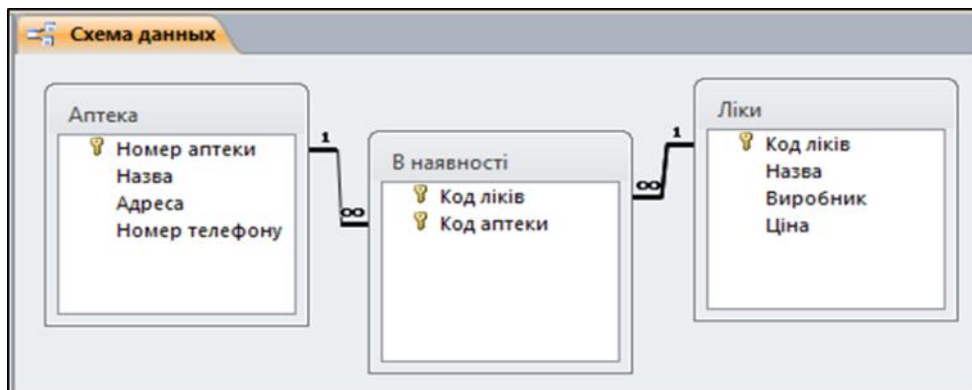 Схема данных
Аптека
Номер аптеки
Назва
Адреса
Номер телефону
1
∞
В наявності
Код ліків
Код аптеки
∞
1
Ліки
Код ліків
Назва
Виробник
Ціна